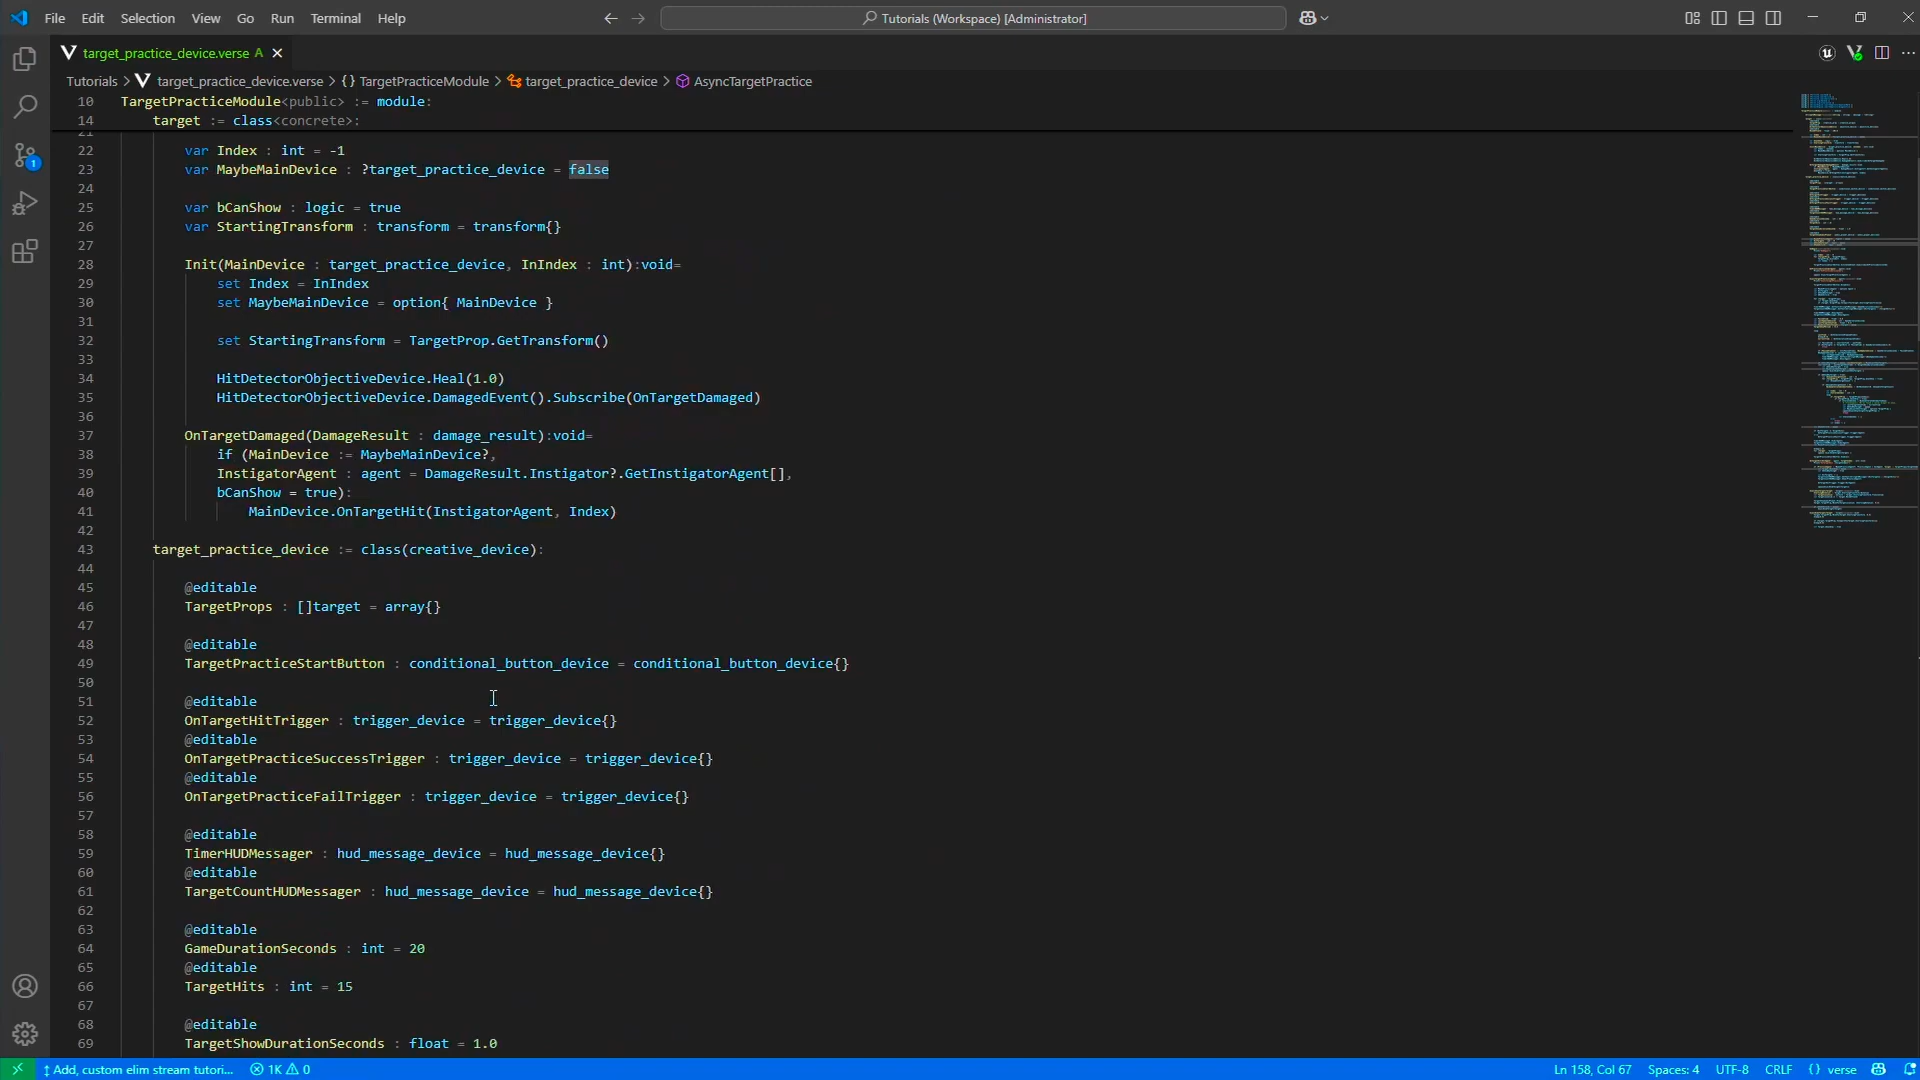 File Edit Selection View Go Run Terminal Help
Tutorials (Workspace) [Administrator]
target_practice_device.verse A
Tutorials > target_practice_device.verse > {} TargetPracticeModule > target_practice_device > AsyncTargetPractice
10 TargetPracticeModule<public> := module:
14 target := class<concrete>:
21
22 var Index : int = -1
23 var MaybeMainDevice : ?target_practice_device = false
24
25 var bCanShow : logic = true
26 var StartingTransform : transform = transform{}
27
28 Init(MainDevice : target_practice_device, InIndex : int):void=
29 set Index = InIndex
30 set MaybeMainDevice = option{ MainDevice }
31
32 set StartingTransform = TargetProp.GetTransform()
33
34 HitDetectorObjectiveDevice.Heal(1.0)
35 HitDetectorObjectiveDevice.DamagedEvent().Subscribe(OnTargetDamaged)
36
37 OnTargetDamaged(DamageResult : damage_result):void=
38 if (MainDevice := MaybeMainDevice?,
39 InstigatorAgent : agent = DamageResult.Instigator?.GetInstigatorAgent[],
40 bCanShow = true):
41 MainDevice.OnTargetHit(InstigatorAgent, Index)
42
43 target_practice_device := class(creative_device):
44
45 @editable
46 TargetProps : []target = array{}
47
48 @editable
49 TargetPracticeStartButton : conditional_button_device = conditional_button_device{}
50
51 @editable
52 OnTargetHitTrigger : trigger_device = trigger_device{}
53 @editable
54 OnTargetPracticeSuccessTrigger : trigger_device = trigger_device{}
55 @editable
56 OnTargetPracticeFailTrigger : trigger_device = trigger_device{}
57
58 @editable
59 TimerHUDMessager : hud_message_device = hud_message_device{}
60 @editable
61 TargetCountHUDMessager : hud_message_device = hud_message_device{}
62
63 @editable
64 GameDurationSeconds : int = 20
65 @editable
66 TargetHits : int = 15
67
68 @editable
69 TargetShowDurationSeconds : float = 1.0
1
Add, custom elim stream tutori... 1K 0 Ln 158, Col 67 Spaces: 4 UTF-8 CRLF {} verse